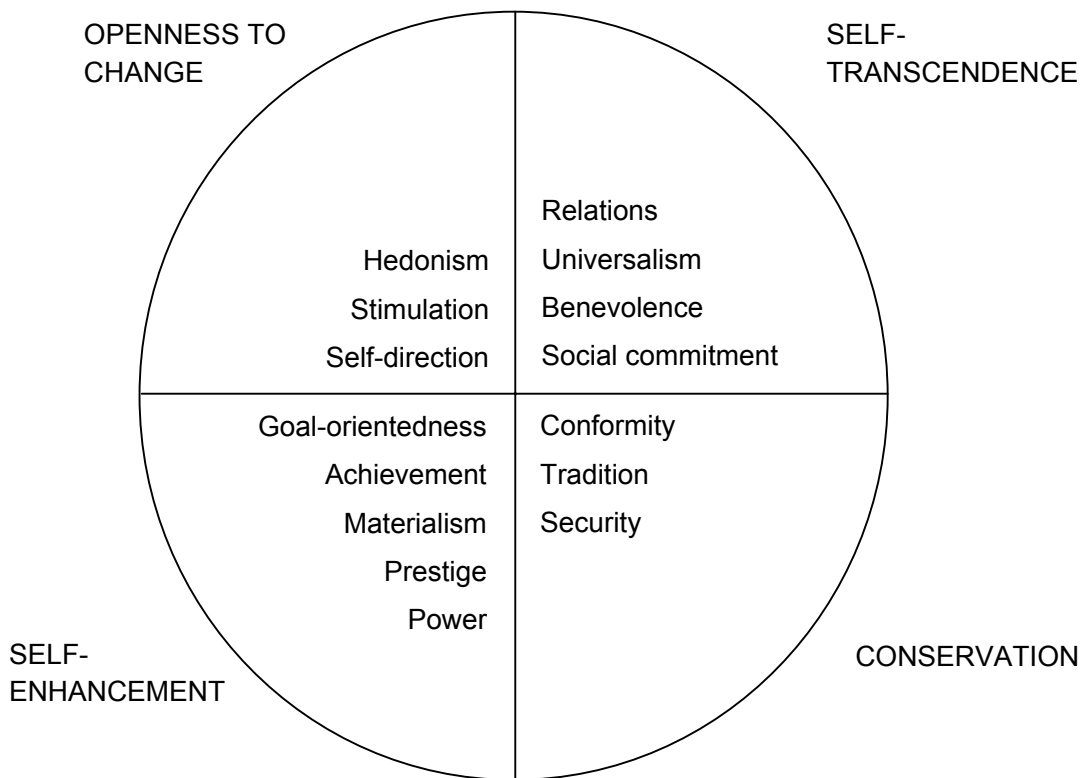 OPENNESS TO
CHANGE
SELF-
TRANSCENDENCE
Hedonism
Stimulation
Self-direction
Relations
Universalism
Benevolence
Social commitment
Goal-orientedness
Achievement
Materialism
Prestige
Power
Conformity
Tradition
Security
SELF-
ENHANCEMENT
CONSERVATION